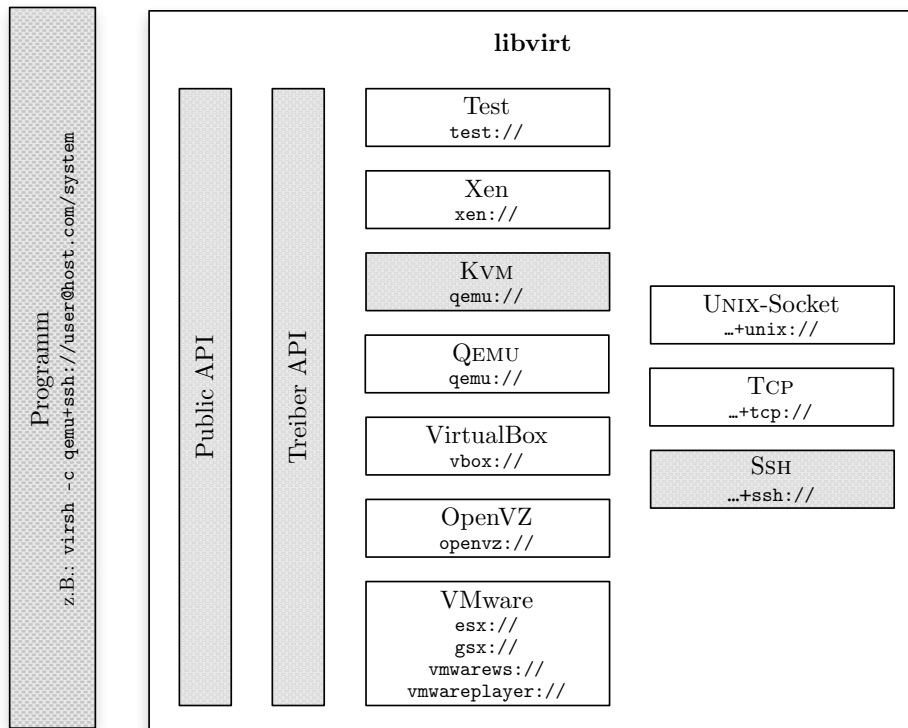 Programm
z.B.: virsh -c qemu+ssh://user@host.com/system
libvirt
Public API
Treiber API
Test
test://
Xen
xen://
KVM
qemu://
QEMU
qemu://
VirtualBox
vbox://
OpenVZ
openvz://
VMware
esx://
gsx://
vmwarews://
vmwareplayer://
UNIX-Socket
…+unix://
TCP
…+tcp://
SSH
…+ssh://